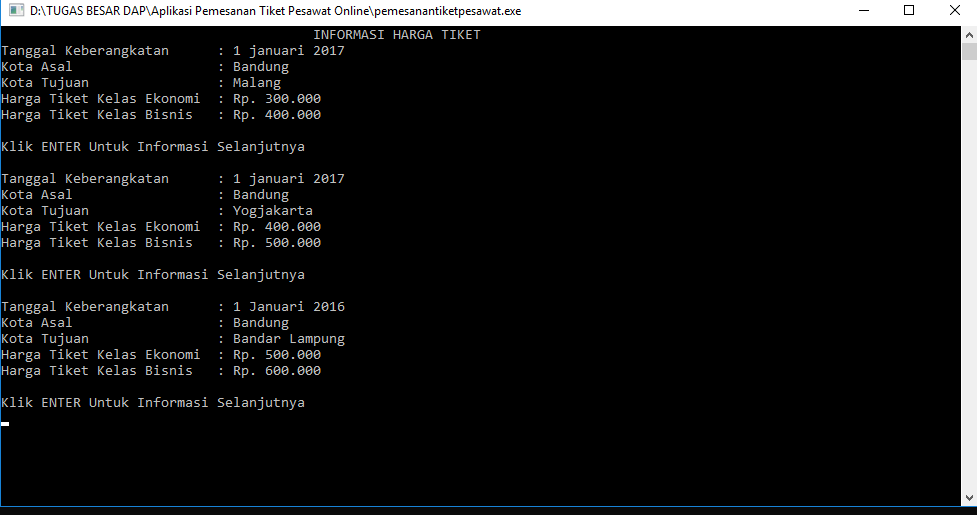 D:\TUGAS BESAR DAP\Aplikasi Pemesanan Tiket Pesawat Online\pemesanantiketpesawat.exe
INFORMASI HARGA TIKET
Tanggal Keberangkatan : 1 januari 2017
Kota Asal : Bandung
Kota Tujuan : Malang
Harga Tiket Kelas Ekonomi : Rp. 300.000
Harga Tiket Kelas Bisnis : Rp. 400.000
Klik ENTER Untuk Informasi Selanjutnya
Tanggal Keberangkatan : 1 januari 2017
Kota Asal : Bandung
Kota Tujuan : Yogjakarta
Harga Tiket Kelas Ekonomi : Rp. 400.000
Harga Tiket Kelas Bisnis : Rp. 500.000
Klik ENTER Untuk Informasi Selanjutnya
Tanggal Keberangkatan : 1 Januari 2016
Kota Asal : Bandung
Kota Tujuan : Bandar Lampung
Harga Tiket Kelas Ekonomi : Rp. 500.000
Harga Tiket Kelas Bisnis : Rp. 600.000
Klik ENTER Untuk Informasi Selanjutnya